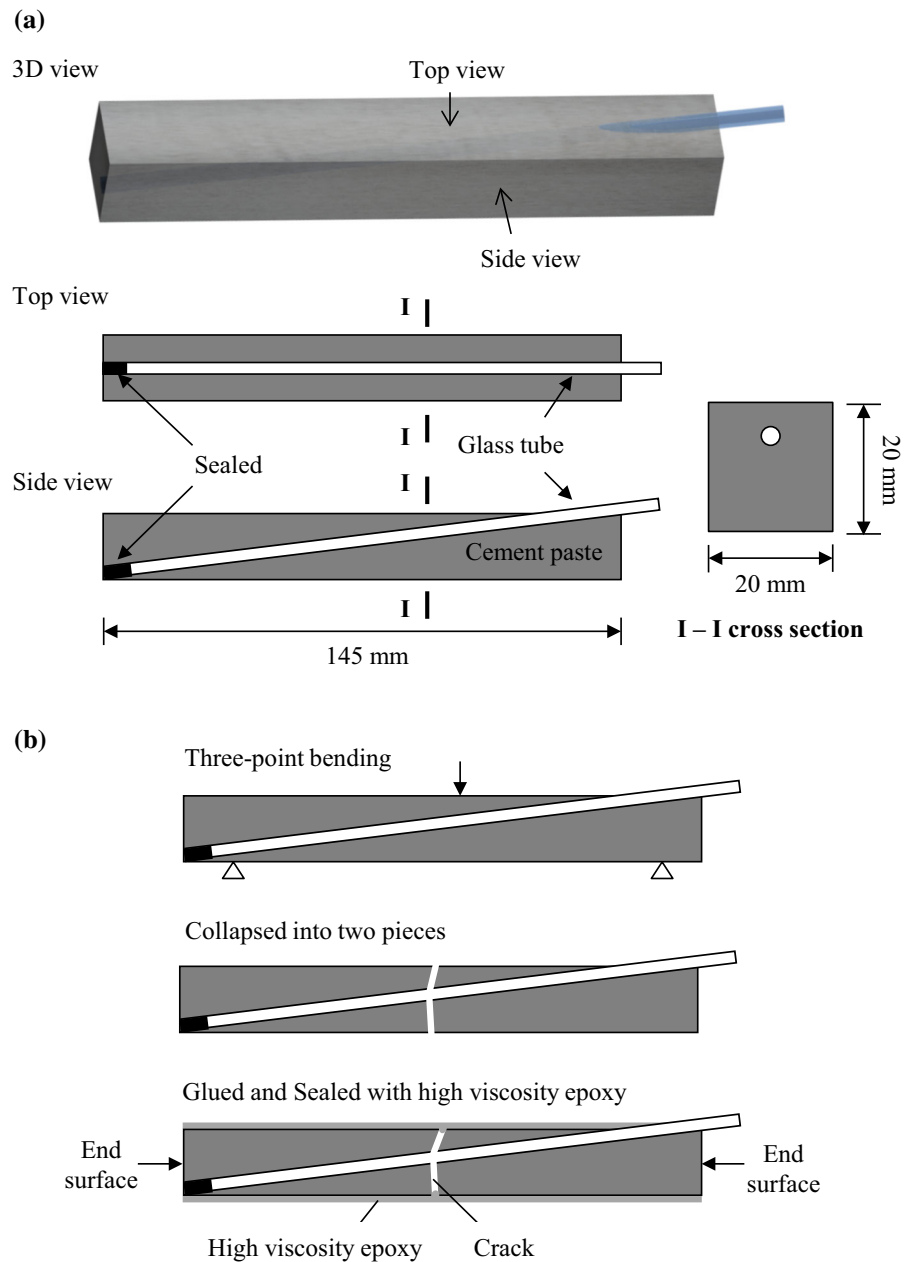 (a)
3D view
Top view
Side view
Top view
I
I
Sealed
Glass tube
Side view
I
Cement paste
I
145 mm
20 mm
20 mm
I – I cross section
(b)
Three-point bending
Collapsed into two pieces
Glued and Sealed with high viscosity epoxy
End
surface
End
surface
High viscosity epoxy
Crack